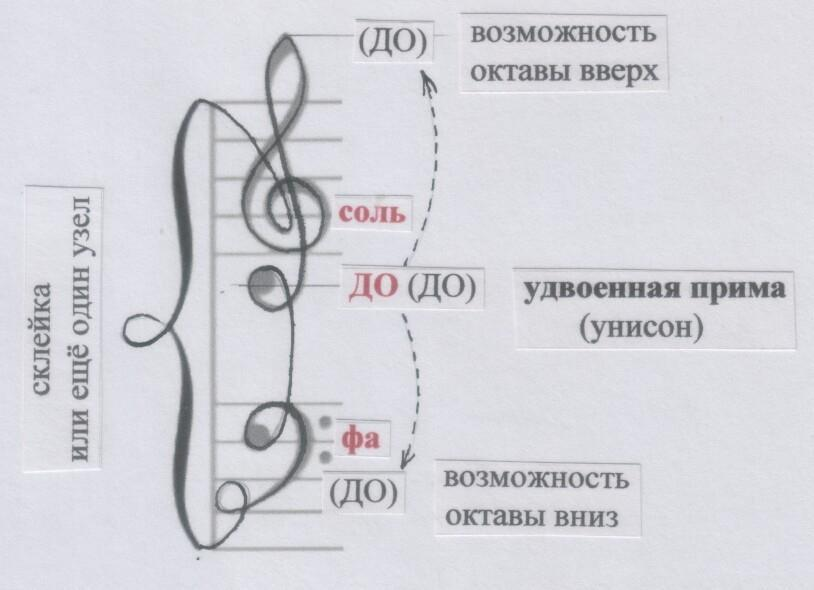 (ДО)
возможность
октавы вверх
соль
ДО (ДО)
удвоенная прима
(унисон)
склейка
или ещё один узел
фа
(ДО)
возможность
октавы вниз